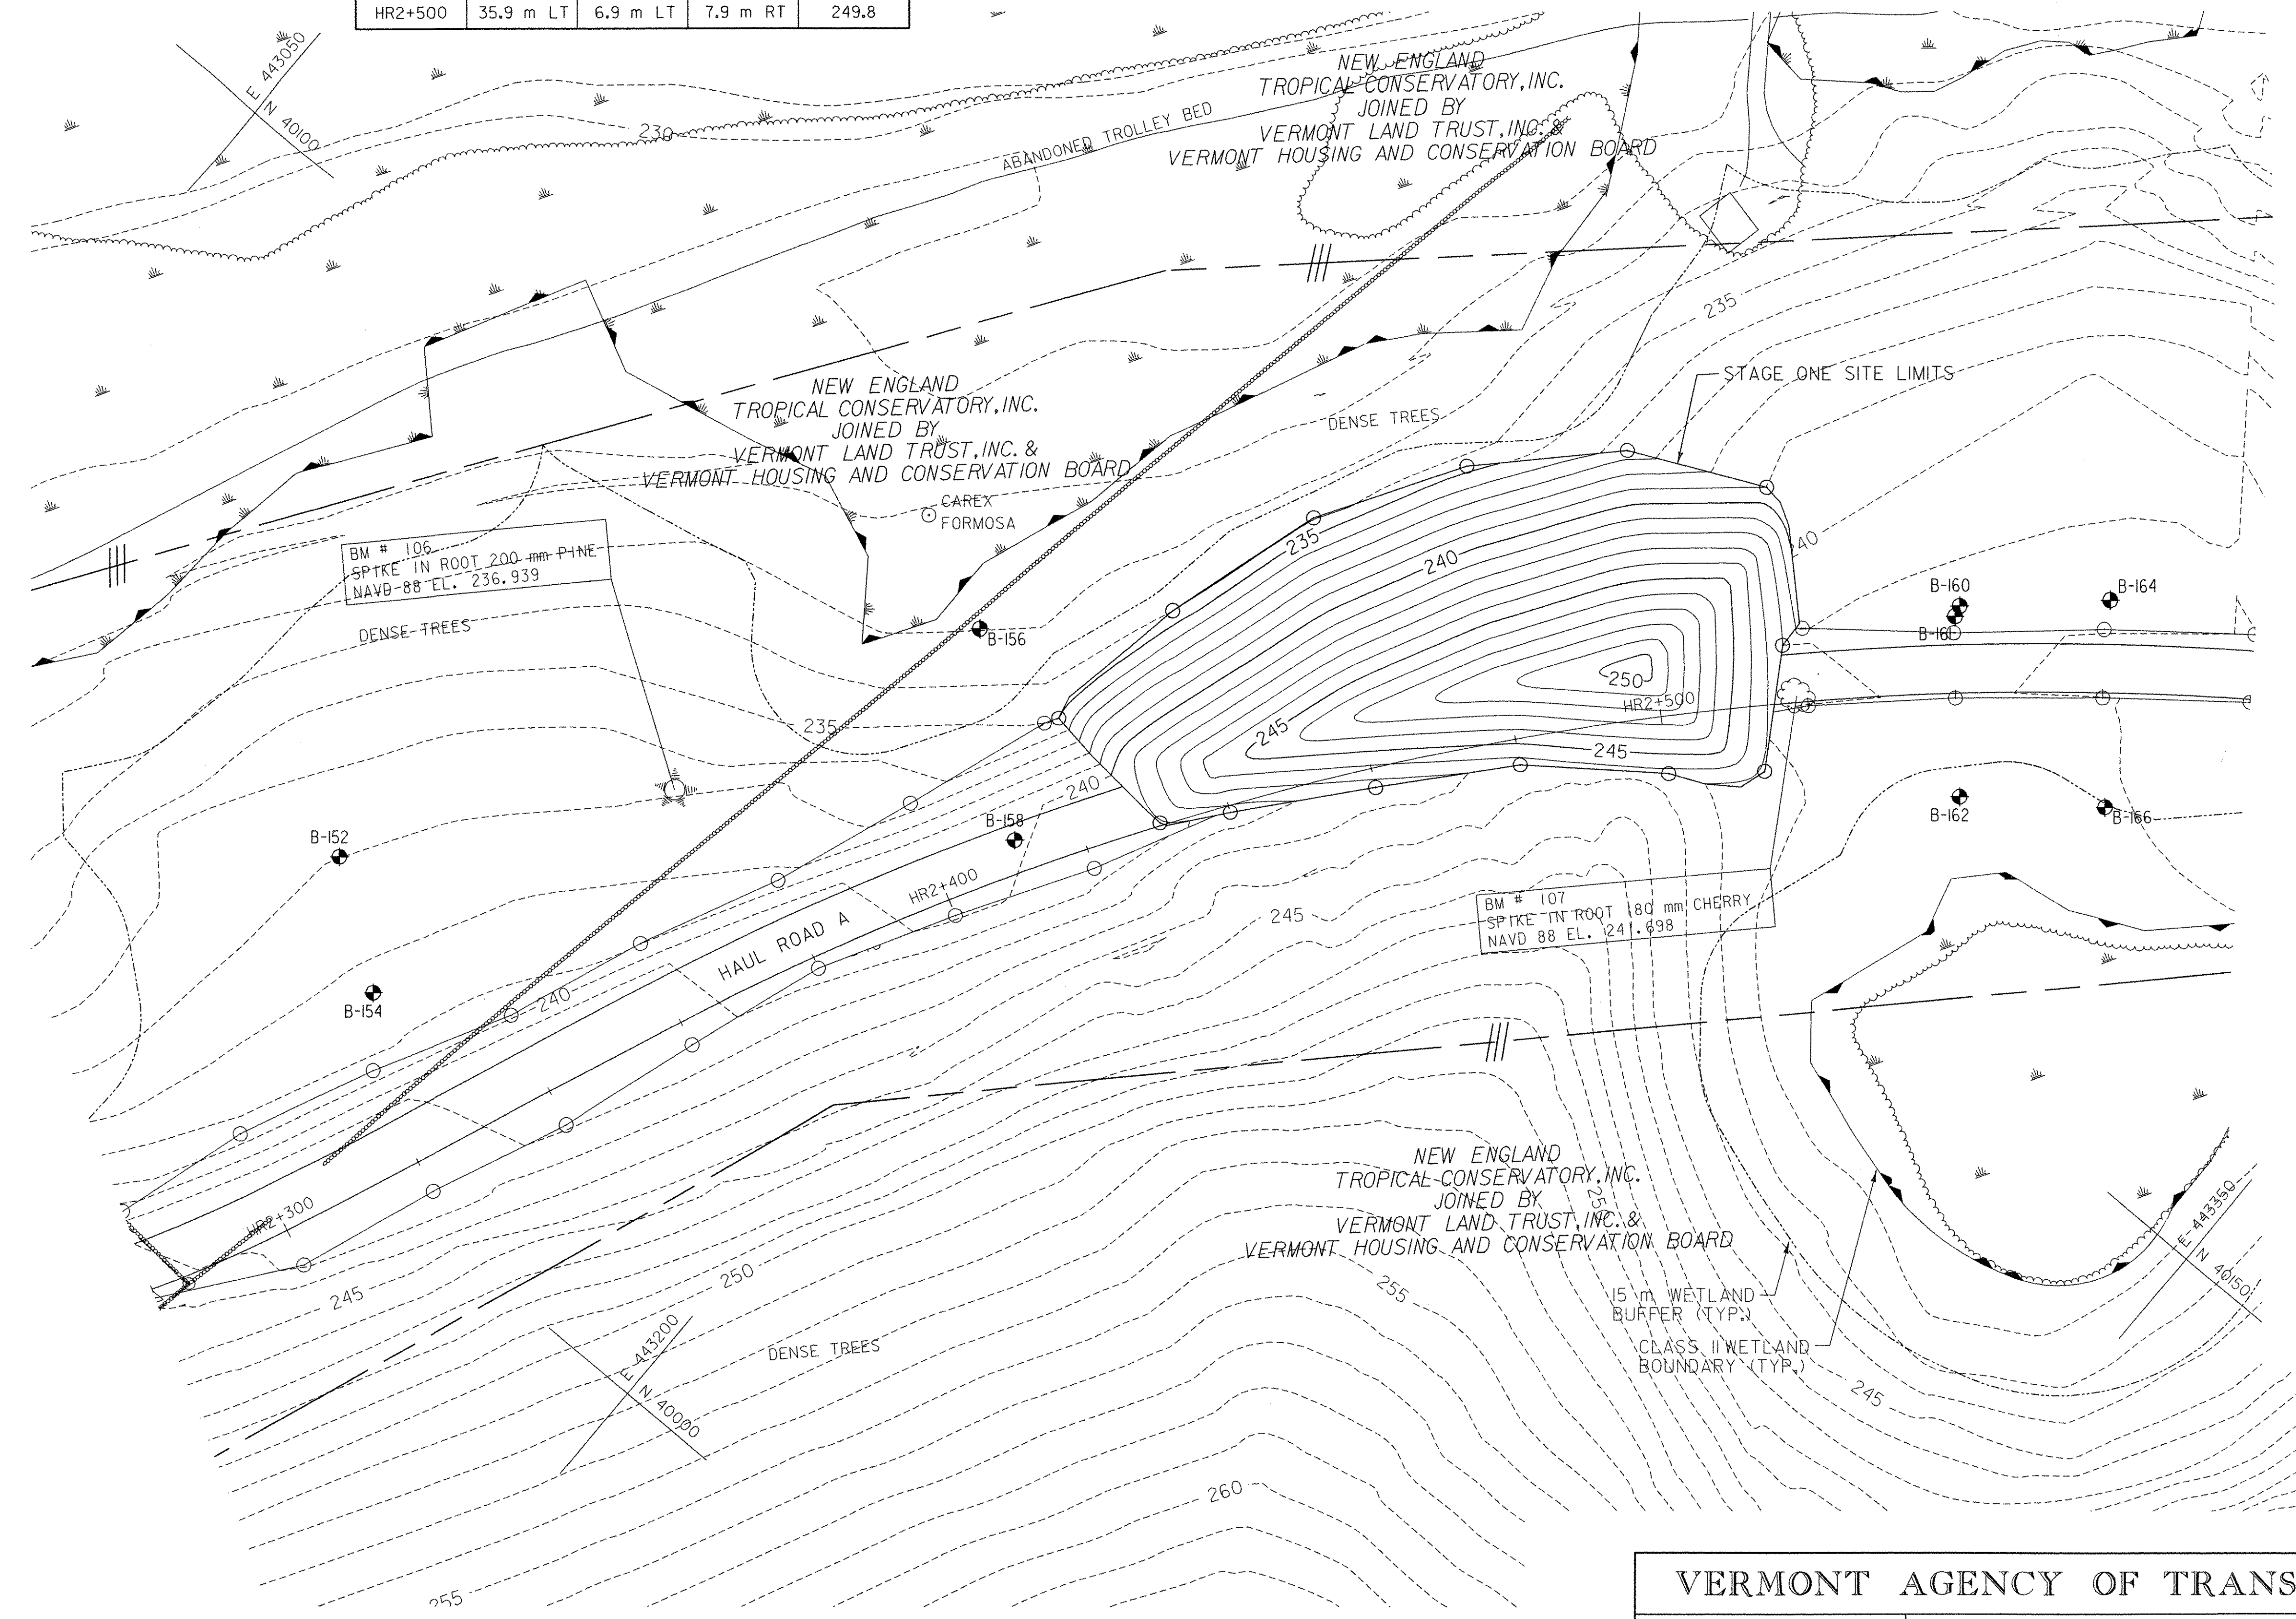 HR2+500 35.9 m LT 6.9 m LT 7.9 m RT 249.8
E 443050
N 40100
230
ABANDONED TROLLEY BED
NEW ENGLAND
TROPICAL CONSERVATORY, INC.
JOINED BY
VERMONT LAND TRUST, INC. &
VERMONT HOUSING AND CONSERVATION BOARD
235
STAGE ONE SITE LIMITS
NEW ENGLAND
TROPICAL CONSERVATORY, INC.
JOINED BY
VERMONT LAND TRUST, INC. &
VERMONT HOUSING AND CONSERVATION BOARD
DENSE TREES
CAREX
FORMOSA
BM # 106
SPIKE IN ROOT 200 mm PINE
NAVD 88 EL. 236.939
DENSE TREES
235
240
240
B-160
B-164
B-161
B-156
250
HR2+500
235
245
245
240
B-158
B-152
B-162
B-166
HR2+400
HAUL ROAD A
245
BM # 107
SPIKE IN ROOT 180 mm CHERRY
NAVD 88 EL. 241.698
B-154
240
NEW ENGLAND
TROPICAL CONSERVATORY, INC.
JOINED BY
VERMONT LAND TRUST, INC. &
VERMONT HOUSING AND CONSERVATION BOARD
250
HR2+300
245
250
255
15 m WETLAND
BUFFER (TYP.)
CLASS II WETLAND
BOUNDARY (TYP.)
E 443350
N 40150
E 443200
N 40000
DENSE TREES
245
260
255
VERMONT AGENCY OF TRANS